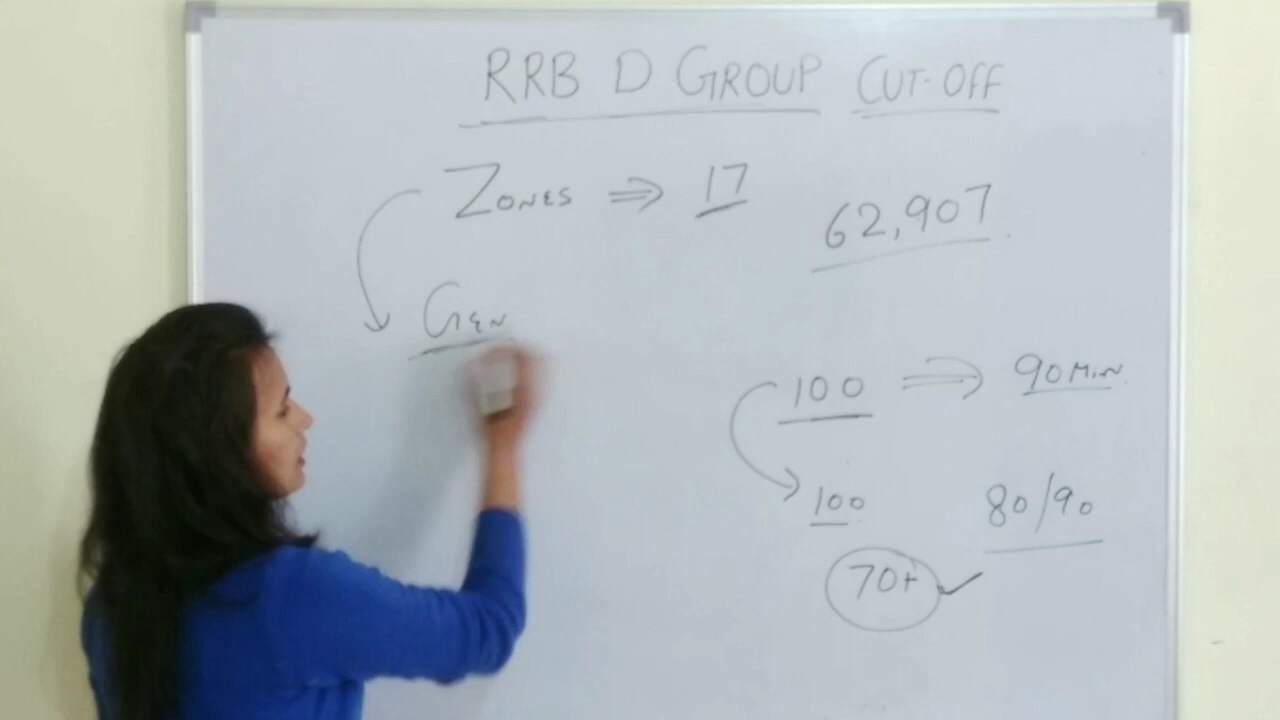 RRB D GROUP CUT-OFF
ZONES ⇒ 17
62,907
GEN
100 ⇒ 90 MIN.
100
80/90
70+ ✓